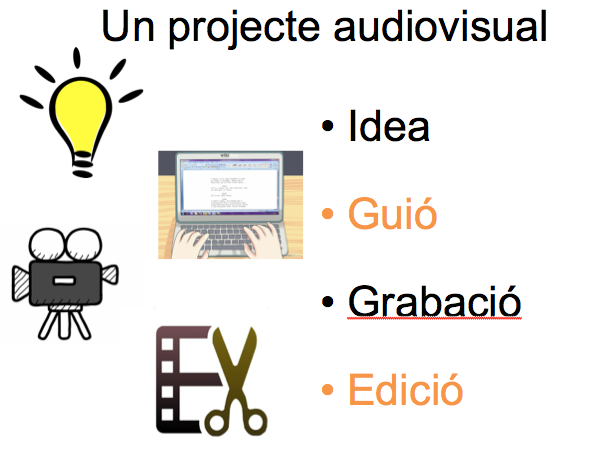 Un projecte audiovisual
• Idea
• Guió
• Grabació
• Edició